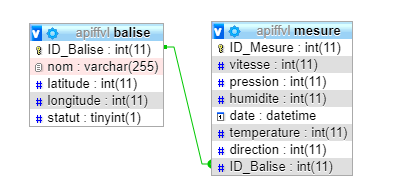 apiffvl balise
ID_Balise : int(11)
nom : varchar(255)
latitude : int(11)
longitude : int(11)
statut : tinyint(1)
apiffvl mesure
ID_Mesure : int(11)
vitesse : int(11)
pression : int(11)
humidite : int(11)
date : datetime
temperature : int(11)
direction : int(11)
ID_Balise : int(11)